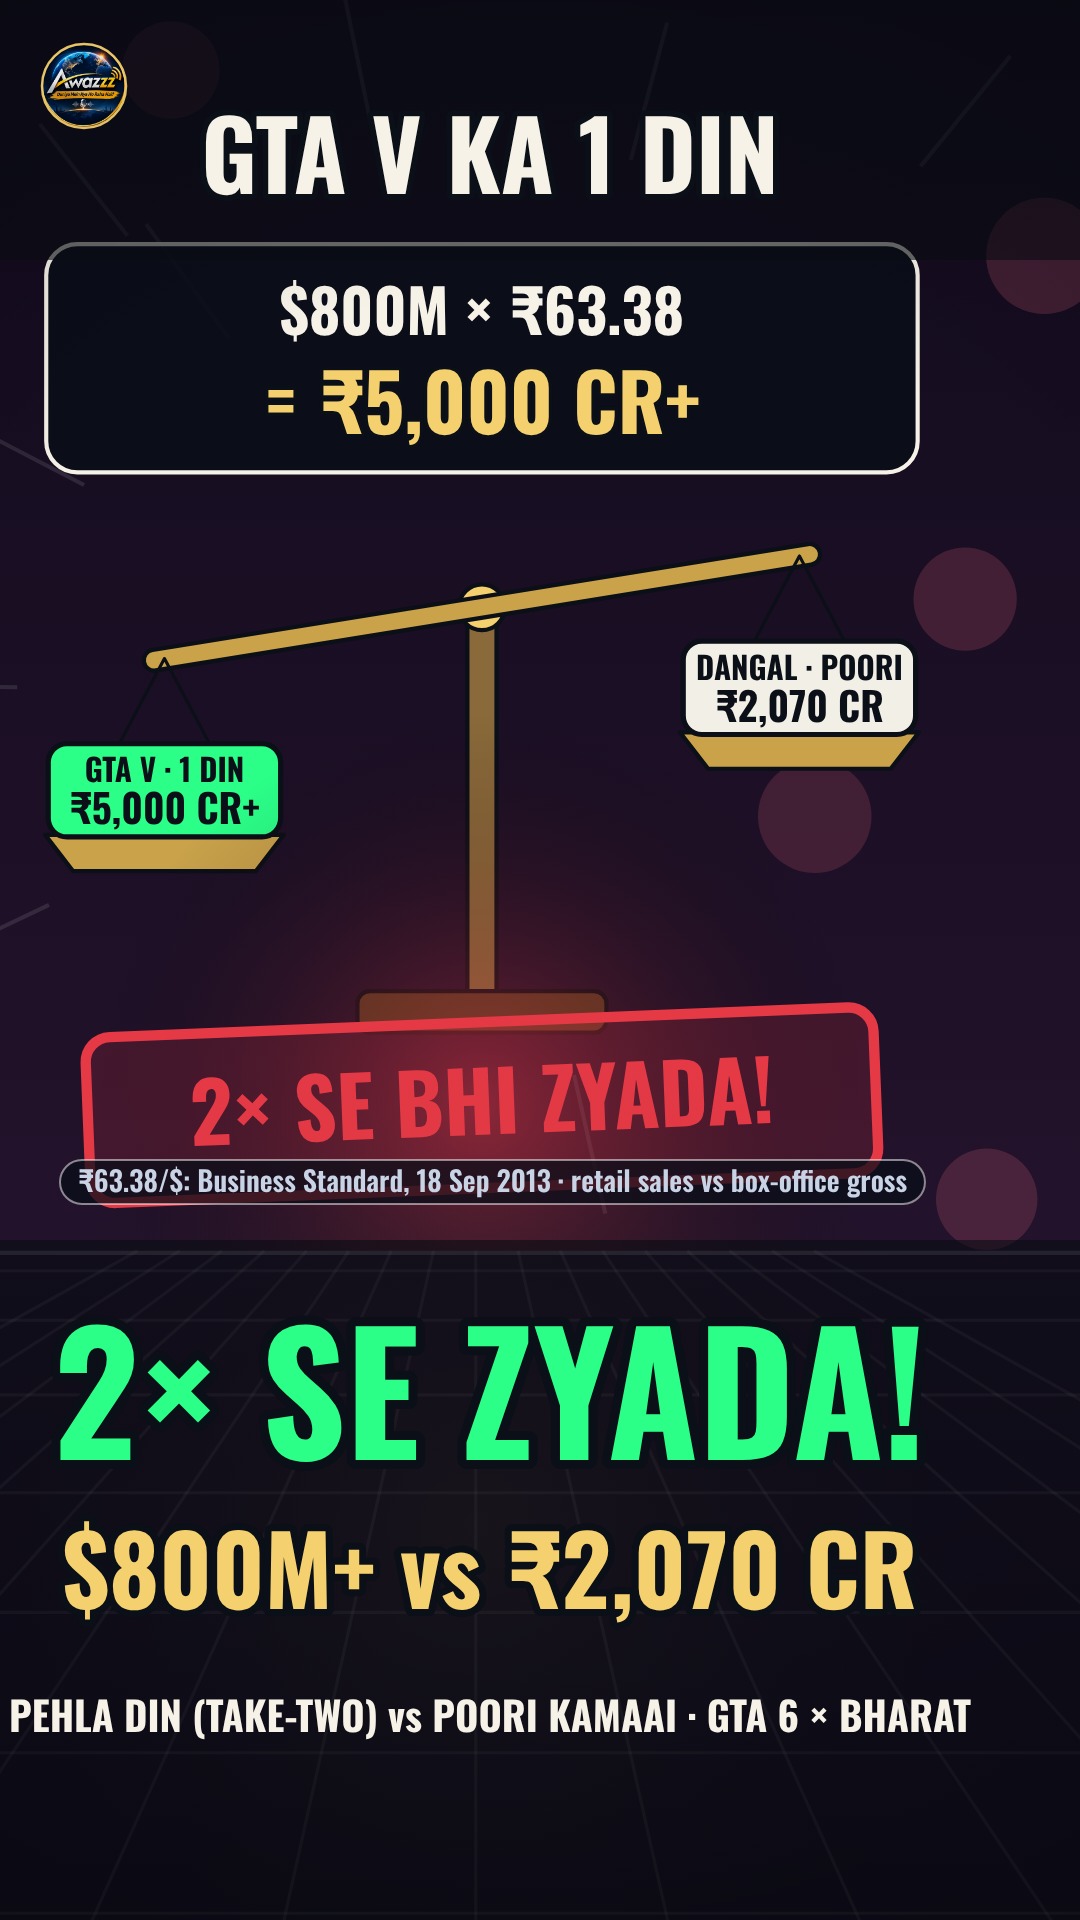 Awazzz
GTA V KA 1 DIN
$800M × ₹63.38
= ₹5,000 CR+
DANGAL · POORI
₹2,070 CR
GTA V · 1 DIN
₹5,000 CR+
2× SE BHI ZYADA!
₹63.38/$: Business Standard, 18 Sep 2013 · retail sales vs box-office gross
2× SE ZYADA!
$800M+ vs ₹2,070 CR
PEHLA DIN (TAKE-TWO) vs POORI KAMAAI · GTA 6 × BHARAT